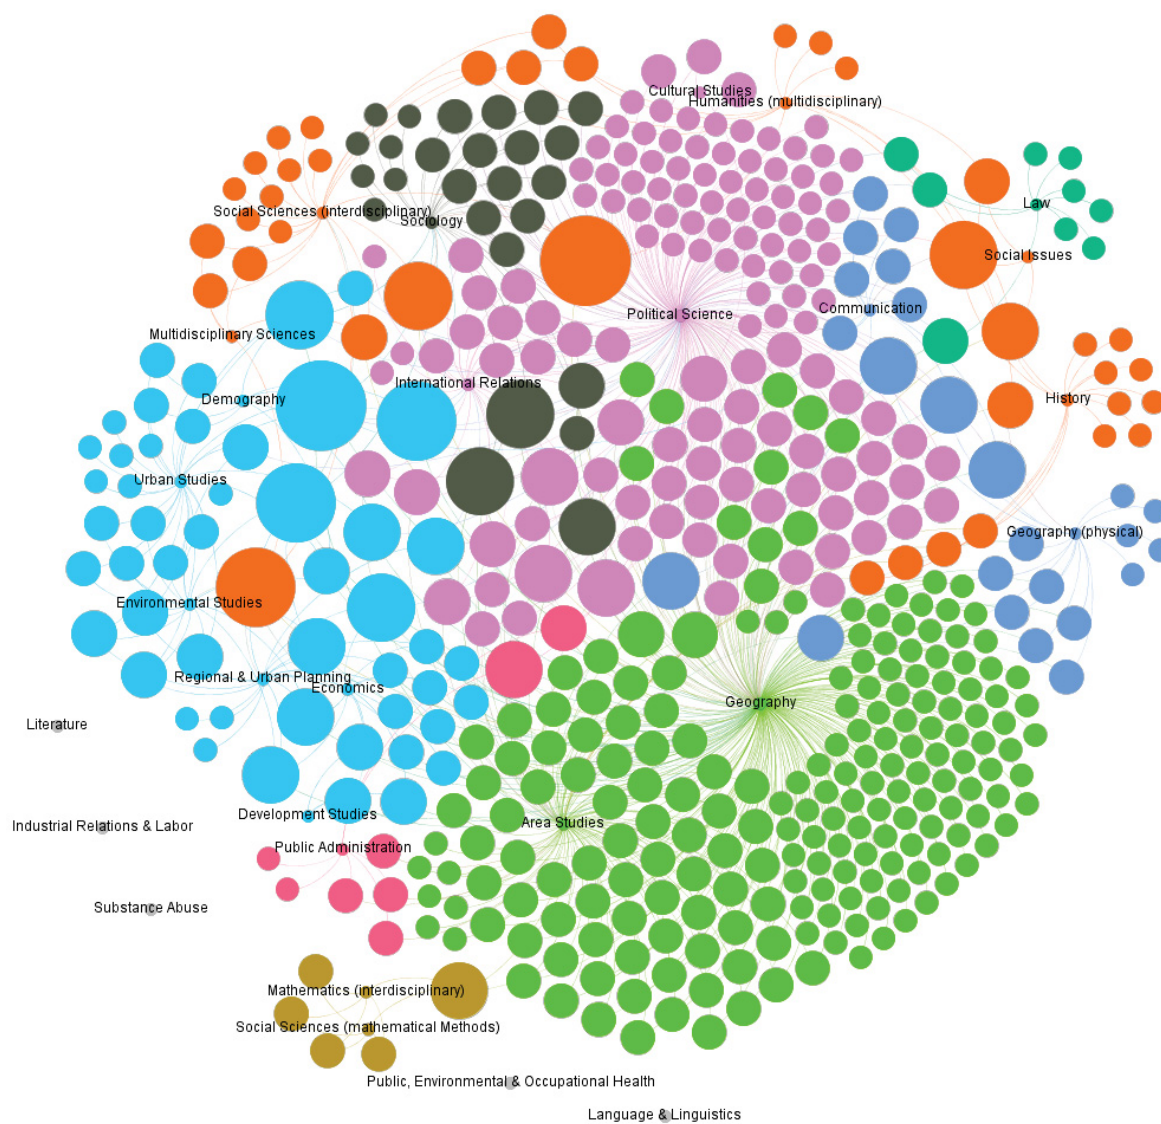 Cultural Studies
Humanities (multidisciplinary)
Social Sciences (interdisciplinary)
Sociology
Law
Social Issues
Political Science
Communication
Multidisciplinary Sciences
International Relations
Demography
History
Urban Studies
Geography (physical)
Environmental Studies
Regional & Urban Planning
Economics
Geography
Literature
Development Studies
Area Studies
Industrial Relations & Labor
Public Administration
Substance Abuse
Mathematics (interdisciplinary)
Social Sciences (mathematical Methods)
Public, Environmental & Occupational Health
Language & Linguistics